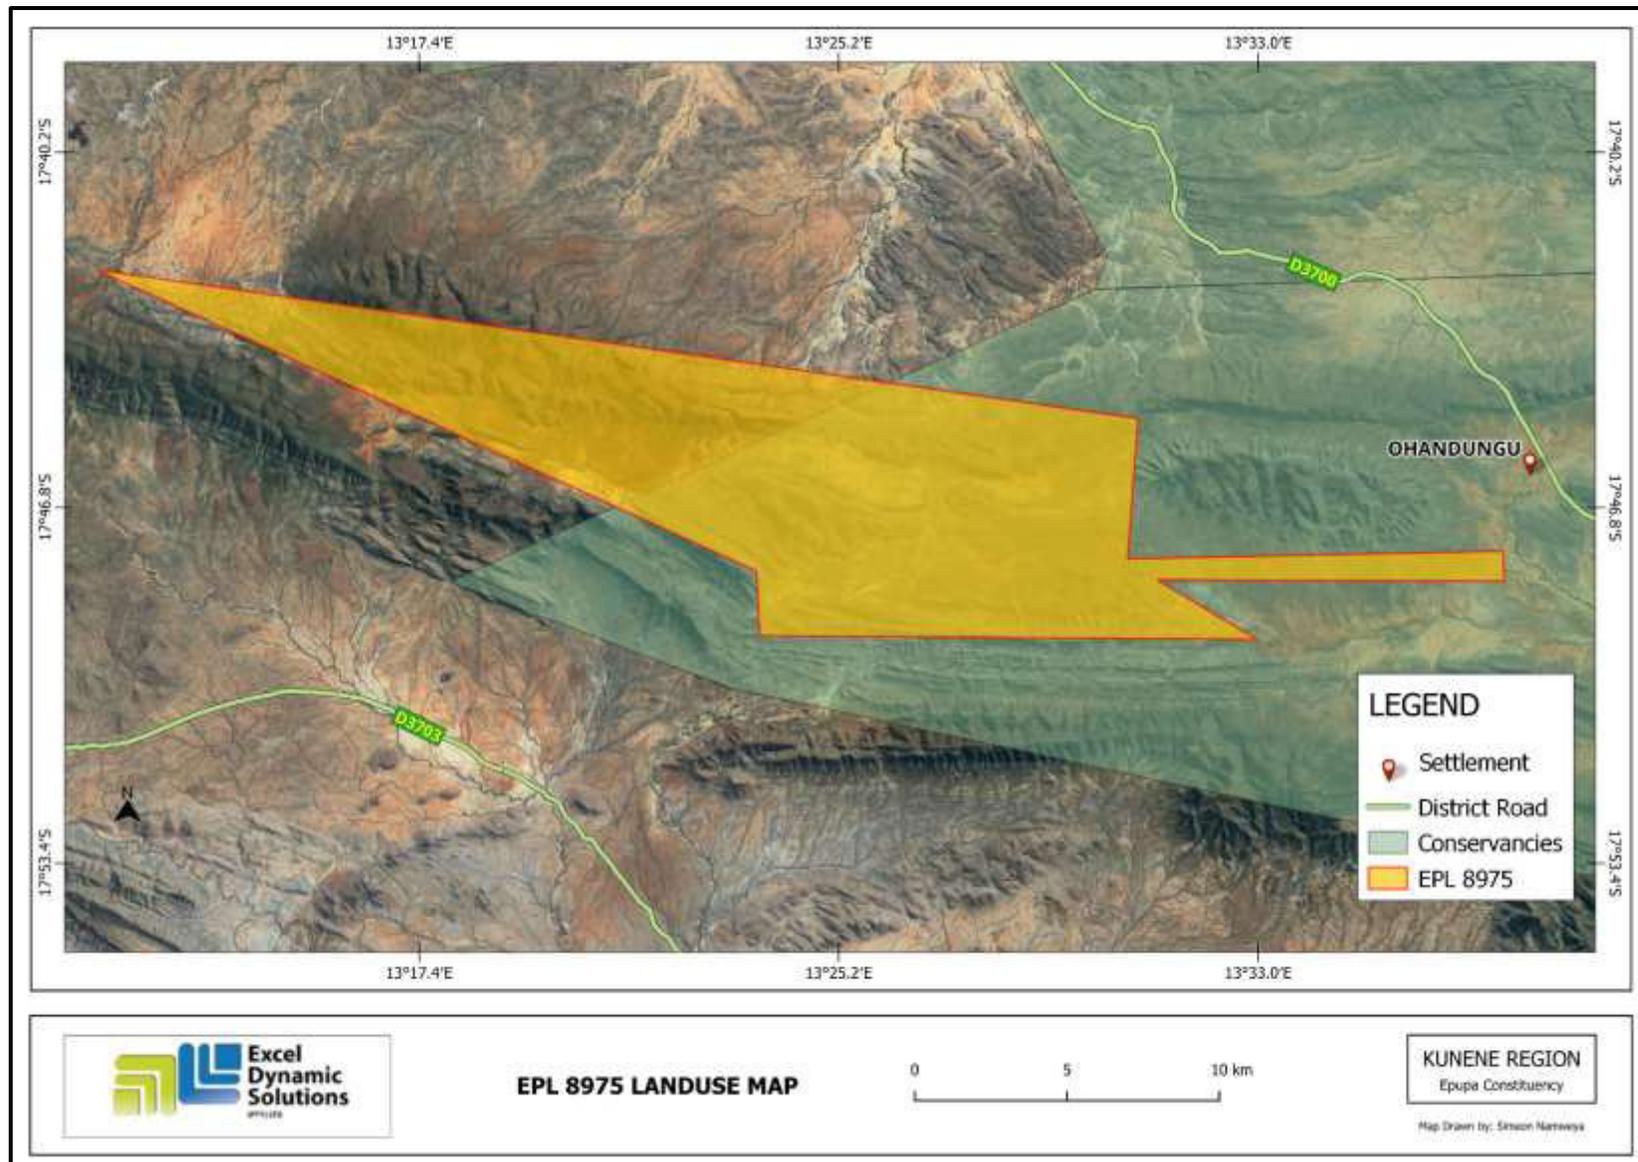 13°17.4'E
13°25.2'E
13°33.0'E
17°40.2'S
17°40.2'S
D3700
OHANDUNGU
17°46.8'S
17°46.8'S
LEGEND
Settlement
District Road
Conservancies
EPL 8975
D3703
N
17°53.4'S
17°53.4'S
13°17.4'E
13°25.2'E
13°33.0'E
Excel
Dynamic
Solutions
EPL 8975 LANDUSE MAP
0 5 10 km
KUNENE REGION
Epupa Constituency
Map Drawn by: Simeon Namweya